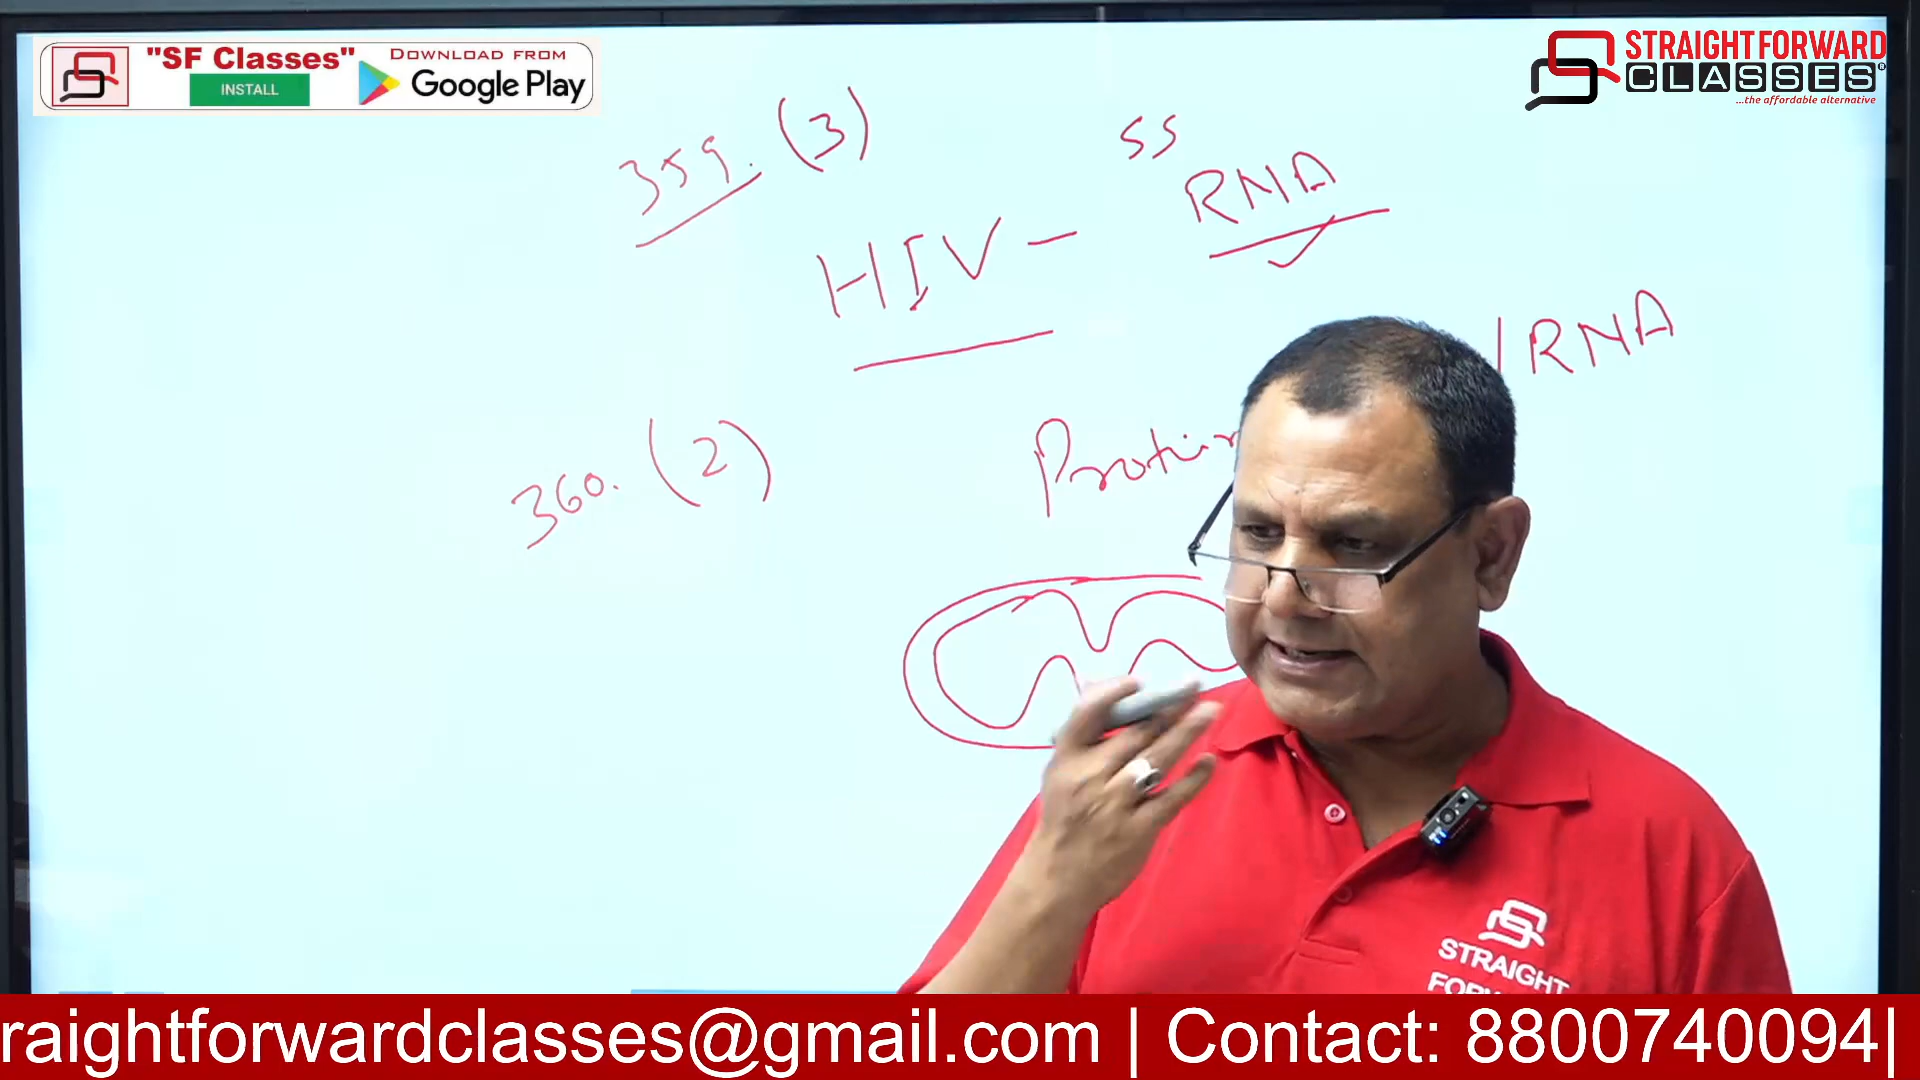 "SF Classes"
INSTALL
DOWNLOAD FROM
Google Play
STRAIGHT FORWARD
CLASSES®
...the affordable alternative
359. (3)
SS
RNA
HIV -
/ RNA
360. (2)
Protin
STRAIGHT
raightforwardclasses@gmail.com | Contact: 8800740094|